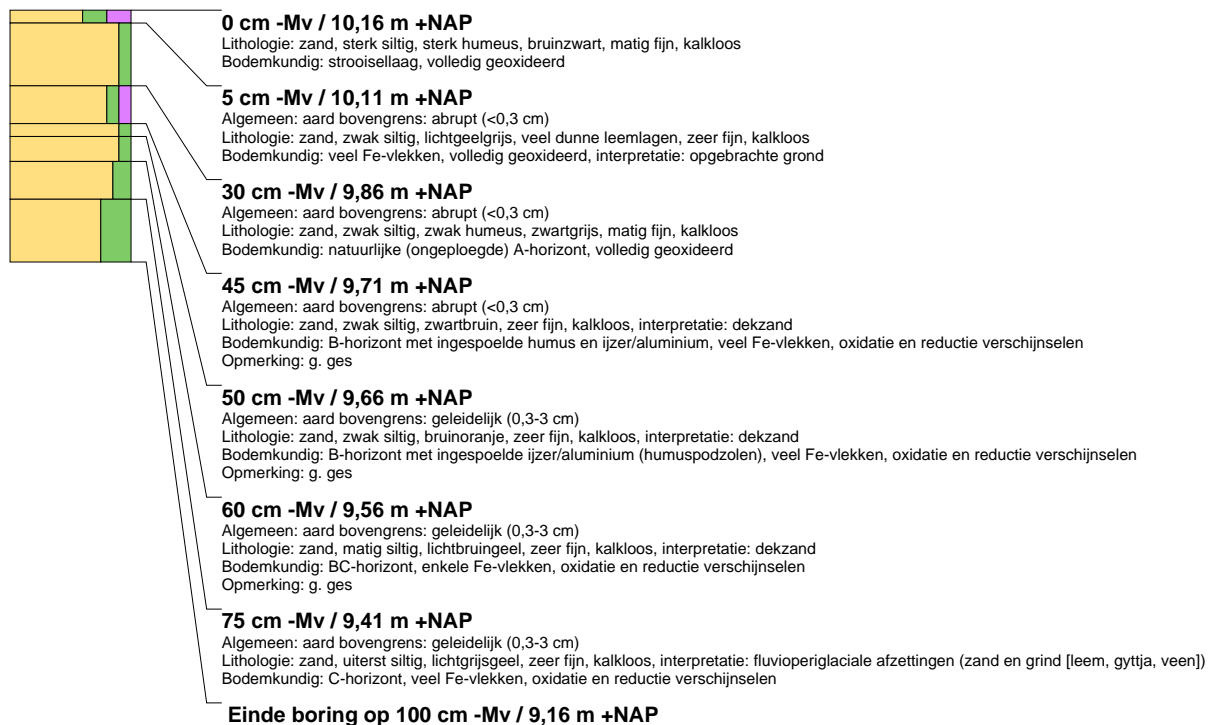 0 cm -Mv / 10,16 m +NAP
Lithologie: zand, sterk siltig, sterk humeus, bruinzwart, matig fijn, kalkloos
Bodemkundig: strooisellaag, volledig geoxideerd
5 cm -Mv / 10,11 m +NAP
Algemeen: aard bovengrens: abrupt (<0,3 cm)
Lithologie: zand, zwak siltig, lichtgeelgrijs, veel dunne leemlagen, zeer fijn, kalkloos
Bodemkundig: veel Fe-vlekken, volledig geoxideerd, interpretatie: opgebrachte grond
30 cm -Mv / 9,86 m +NAP
Algemeen: aard bovengrens: abrupt (<0,3 cm)
Lithologie: zand, zwak siltig, zwak humeus, zwartgrijs, matig fijn, kalkloos
Bodemkundig: natuurlijke (ongeploegde) A-horizont, volledig geoxideerd
45 cm -Mv / 9,71 m +NAP
Algemeen: aard bovengrens: abrupt (<0,3 cm)
Lithologie: zand, zwak siltig, zwartbruin, zeer fijn, kalkloos, interpretatie: dekzand
Bodemkundig: B-horizont met ingespoelde humus en ijzer/aluminium, veel Fe-vlekken, oxidatie en reductie verschijnselen
Opmerking: g. ges
50 cm -Mv / 9,66 m +NAP
Algemeen: aard bovengrens: geleidelijk (0,3-3 cm)
Lithologie: zand, zwak siltig, bruinoranje, zeer fijn, kalkloos, interpretatie: dekzand
Bodemkundig: B-horizont met ingespoelde ijzer/aluminium (humuspodzolen), veel Fe-vlekken, oxidatie en reductie verschijnselen
Opmerking: g. ges
60 cm -Mv / 9,56 m +NAP
Algemeen: aard bovengrens: geleidelijk (0,3-3 cm)
Lithologie: zand, matig siltig, lichtbruingeel, zeer fijn, kalkloos, interpretatie: dekzand
Bodemkundig: BC-horizont, enkele Fe-vlekken, oxidatie en reductie verschijnselen
Opmerking: g. ges
75 cm -Mv / 9,41 m +NAP
Algemeen: aard bovengrens: geleidelijk (0,3-3 cm)
Lithologie: zand, uiterst siltig, lichtgrijsgeel, zeer fijn, kalkloos, interpretatie: fluvioperiglaciale afzettingen (zand en grind [leem, gyttja, veen])
Bodemkundig: C-horizont, veel Fe-vlekken, oxidatie en reductie verschijnselen
Einde boring op 100 cm -Mv / 9,16 m +NAP